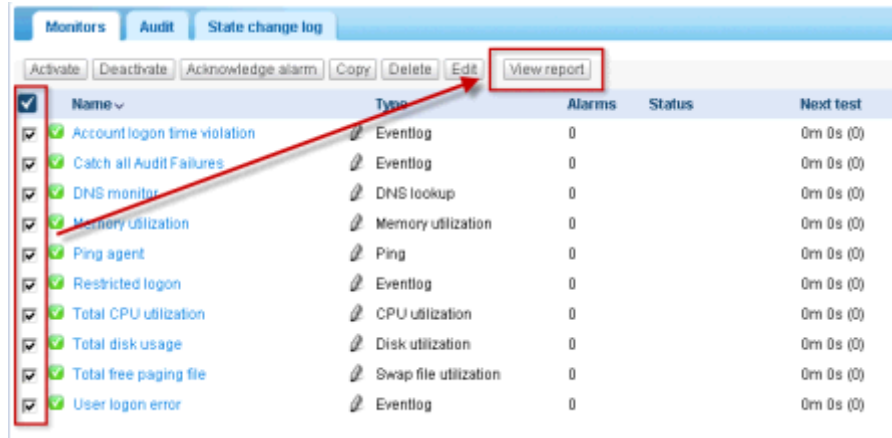 Monitors Audit State change log
Activate Deactivate Acknowledge alarm Copy Delete Edit View report
Name Type Alarms Status Next test
Account logon time violation Eventlog 0 0m 0s (0)
Catch all Audit Failures Eventlog 0 0m 0s (0)
DNS monitor DNS lookup 0 0m 0s (0)
Memory utilization Memory utilization 0 0m 0s (0)
Ping agent Ping 0 0m 0s (0)
Restricted logon Eventlog 0 0m 0s (0)
Total CPU utilization CPU utilization 0 0m 0s (0)
Total disk usage Disk utilization 0 0m 0s (0)
Total free paging file Swap file utilization 0 0m 0s (0)
User logon error Eventlog 0 0m 0s (0)